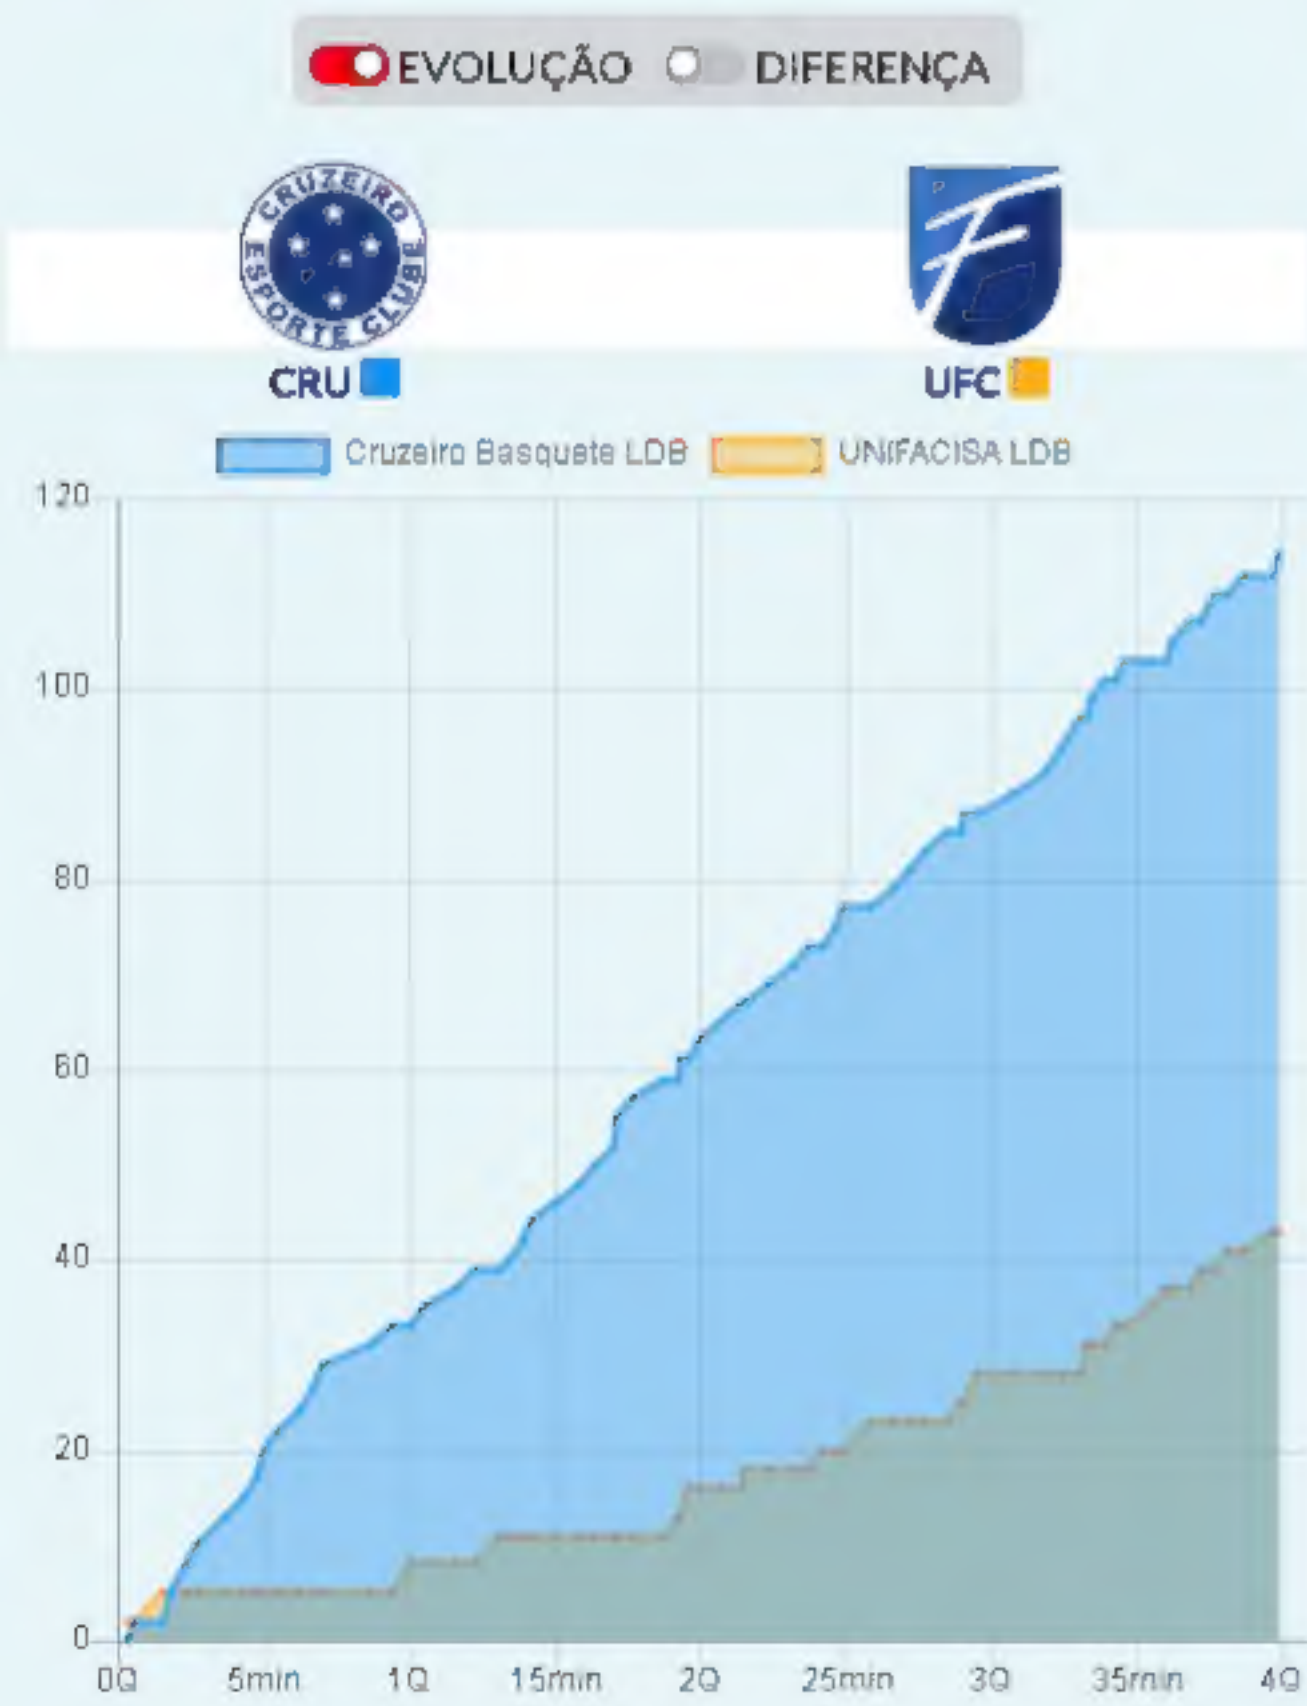 EVOLUÇÃO DIFERENÇA
CRUZEIRO ESPORTE CLUBE
CRU UFC
Cruzeiro Basquete LDB UNIFACISA LDB
120
100
80
60
40
20
0
0Q 5min 1Q 15min 2Q 25min 3Q 35min 4Q